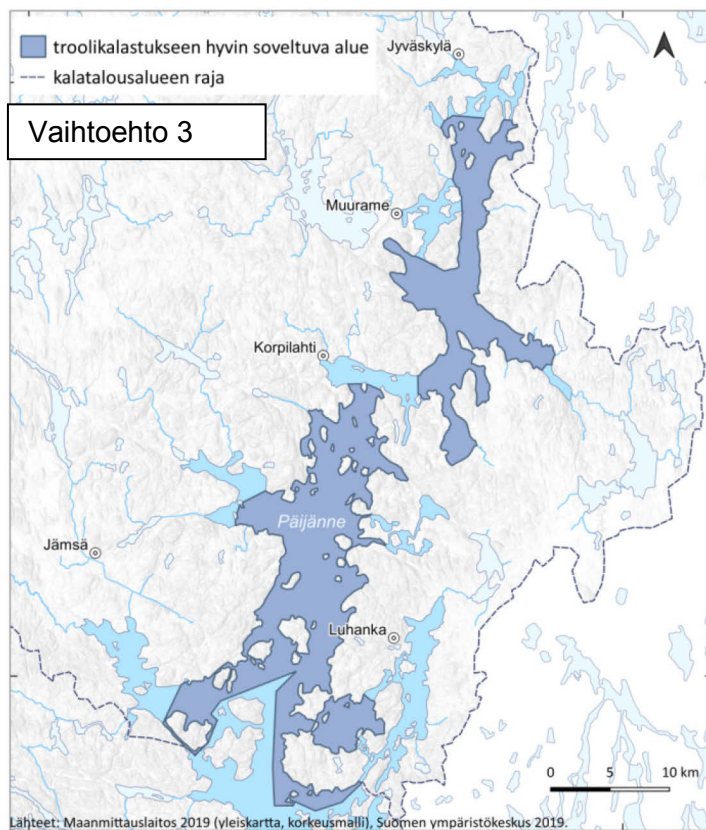 troolikalastukseen hyvin soveltuva alue
kalatalousalueen raja
Vaihtoehto 3
Jyväskylä
Muurame
Korpilahti
Päijänne
Jämsä
Luhanka
0 5 10 km
Lähteet: Maanmittauslaitos 2019 (yleiskartta, korkeusmalli), Suomen ympäristökeskus 2019.